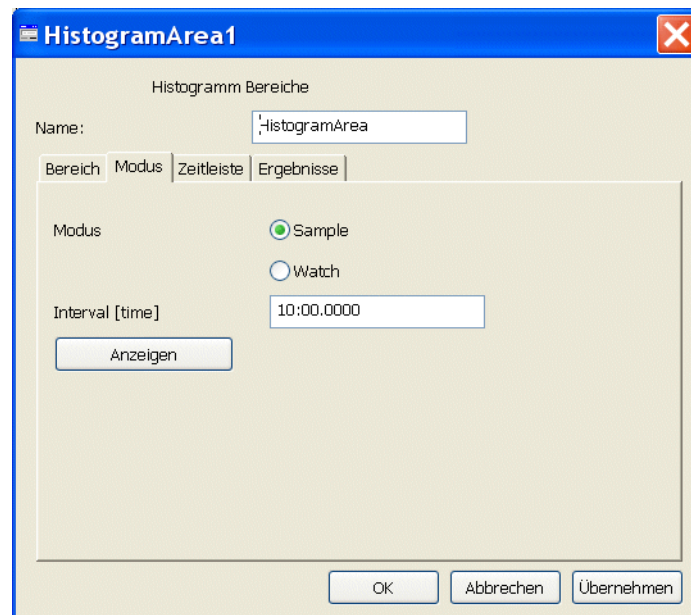 HistogramArea1
Histogramm Bereiche
Name: HistogramArea
Bereich Modus Zeitleiste Ergebnisse
Modus Sample
Watch
Interval [time] 10:00.0000
Anzeigen
OK Abbrechen Übernehmen